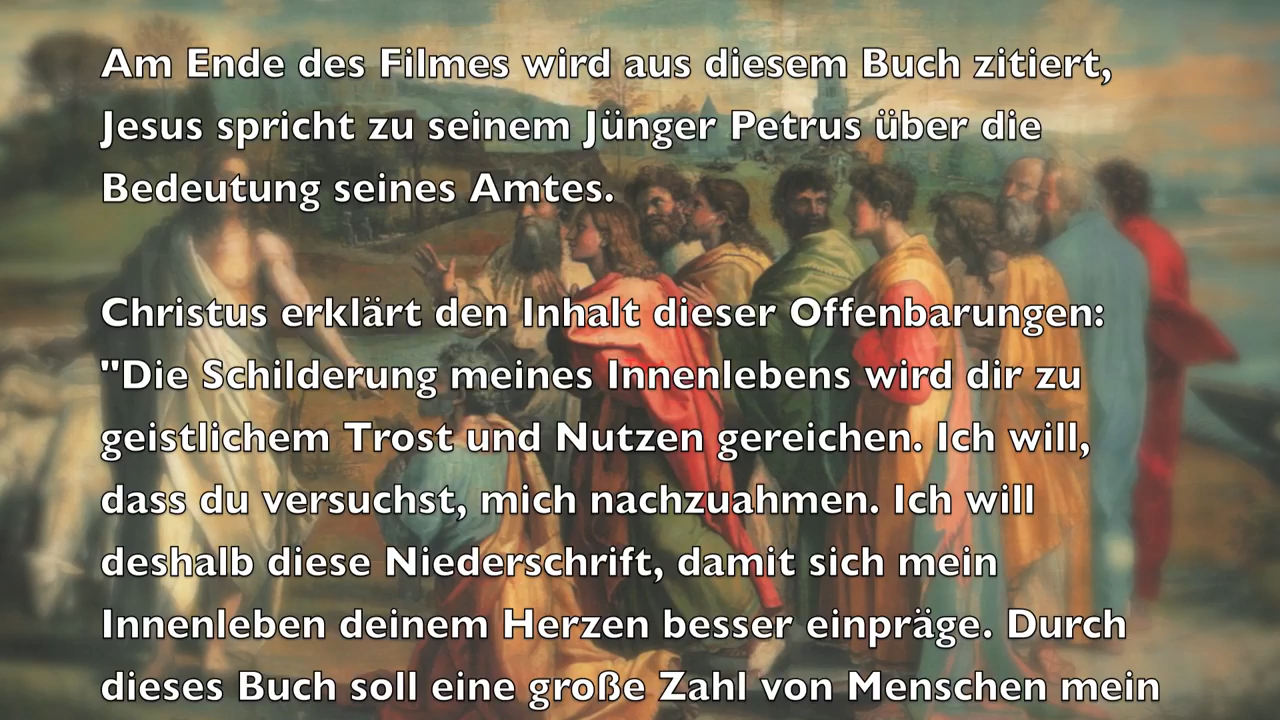 Am Ende des Filmes wird aus diesem Buch zitiert,
Jesus spricht zu seinem Jünger Petrus über die
Bedeutung seines Amtes.
Christus erklärt den Inhalt dieser Offenbarungen:
"Die Schilderung meines Innenlebens wird dir zu
geistlichem Trost und Nutzen gereichen. Ich will,
dass du versuchst, mich nachzuahmen. Ich will
deshalb diese Niederschrift, damit sich mein
Innenleben deinem Herzen besser einpräge. Durch
dieses Buch soll eine große Zahl von Menschen mein